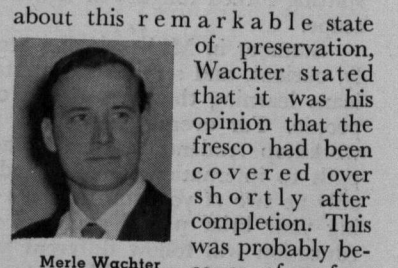 about this remarkable state
of preservation,
Wachter stated
that it was his
opinion that the
fresco had been
covered over
shortly after
completion. This
was probably be-
Merle Wachter